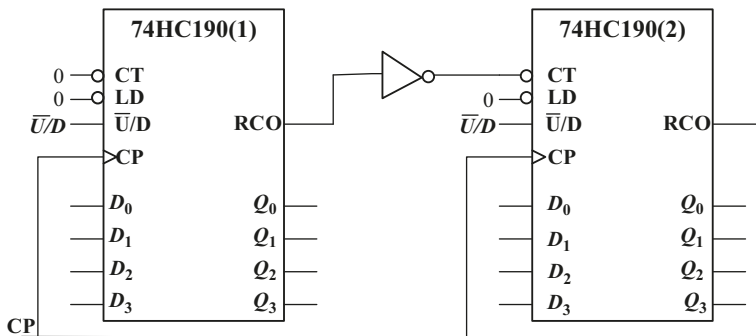 74HC190(1)
0 CT
0 LD
U̅/D U̅/D RCO
CP
D₀ Q₀
D₁ Q₁
D₂ Q₂
D₃ Q₃
CP
74HC190(2)
CT
0 LD
U̅/D U̅/D RCO
CP
D₀ Q₀
D₁ Q₁
D₂ Q₂
D₃ Q₃